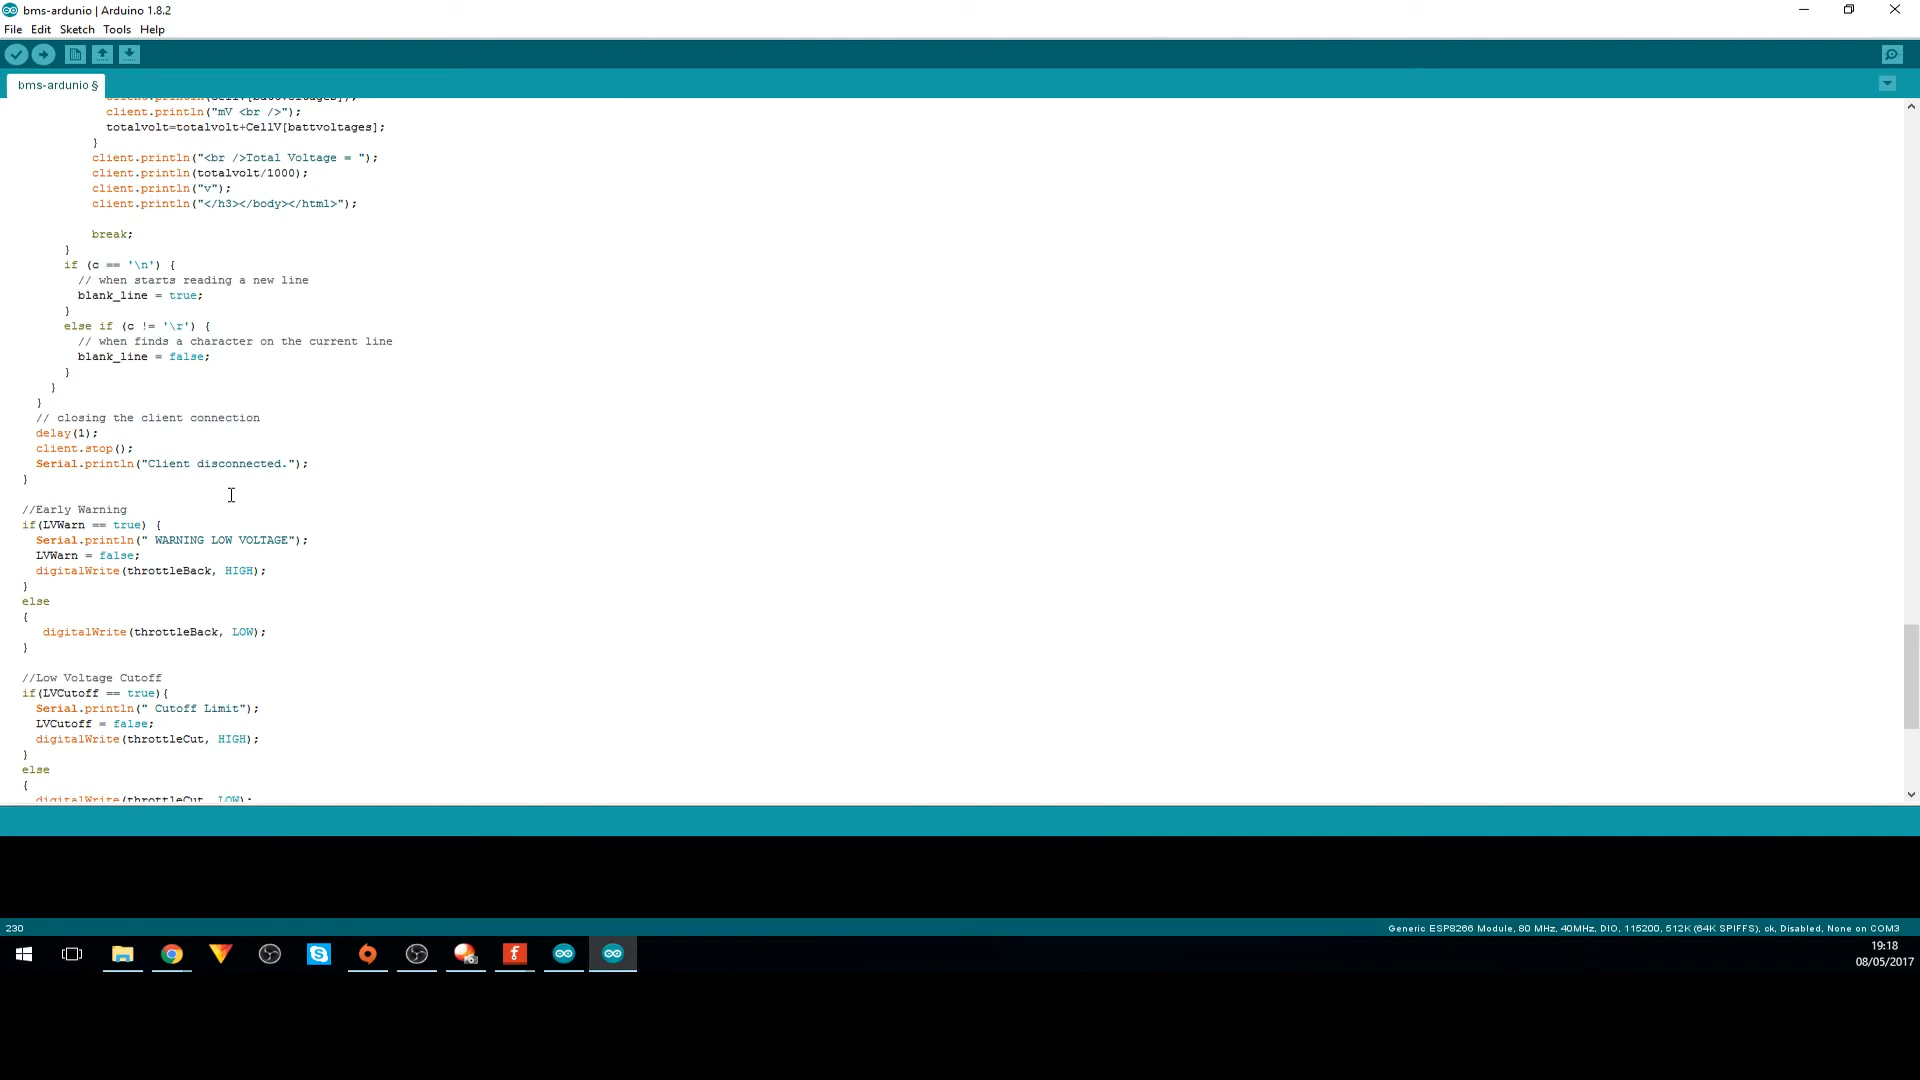 bms-ardunio | Arduino 1.8.2
File Edit Sketch Tools Help
bms-ardunio §
client.println("mV <br />");
totalvolt=totalvolt+CellV[battvoltages];
}
client.println("<br />Total Voltage = ");
client.println(totalvolt/1000);
client.println("v");
client.println("</h3></body></html>");
break;
}
if (c == '\n') {
// when starts reading a new line
blank_line = true;
}
else if (c != '\r') {
// when finds a character on the current line
blank_line = false;
}
}
}
// closing the client connection
delay(1);
client.stop();
Serial.println("Client disconnected.");
}
//Early Warning
if(LVWarn == true) {
Serial.println(" WARNING LOW VOLTAGE");
LVWarn = false;
digitalWrite(throttleBack, HIGH);
}
else
{
digitalWrite(throttleBack, LOW);
}
//Low Voltage Cutoff
if(LVCutoff == true){
Serial.println(" Cutoff Limit");
LVCutoff = false;
digitalWrite(throttleCut, HIGH);
}
else
{
digitalWrite(throttleCut, LOW);
230
Generic ESP8266 Module, 80 MHz, 40MHz, DIO, 115200, 512K (64K SPIFFS), ck, Disabled, None on COM3
19:18
08/05/2017